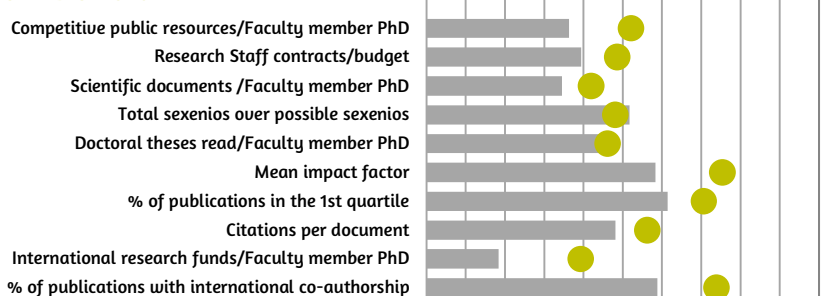 Competitive public resources/Faculty member PhD
Research Staff contracts/budget
Scientific documents /Faculty member PhD
Total sexenios over possible sexenios
Doctoral theses read/Faculty member PhD
Mean impact factor
% of publications in the 1st quartile
Citations per document
International research funds/Faculty member PhD
% of publications with international co-authorship